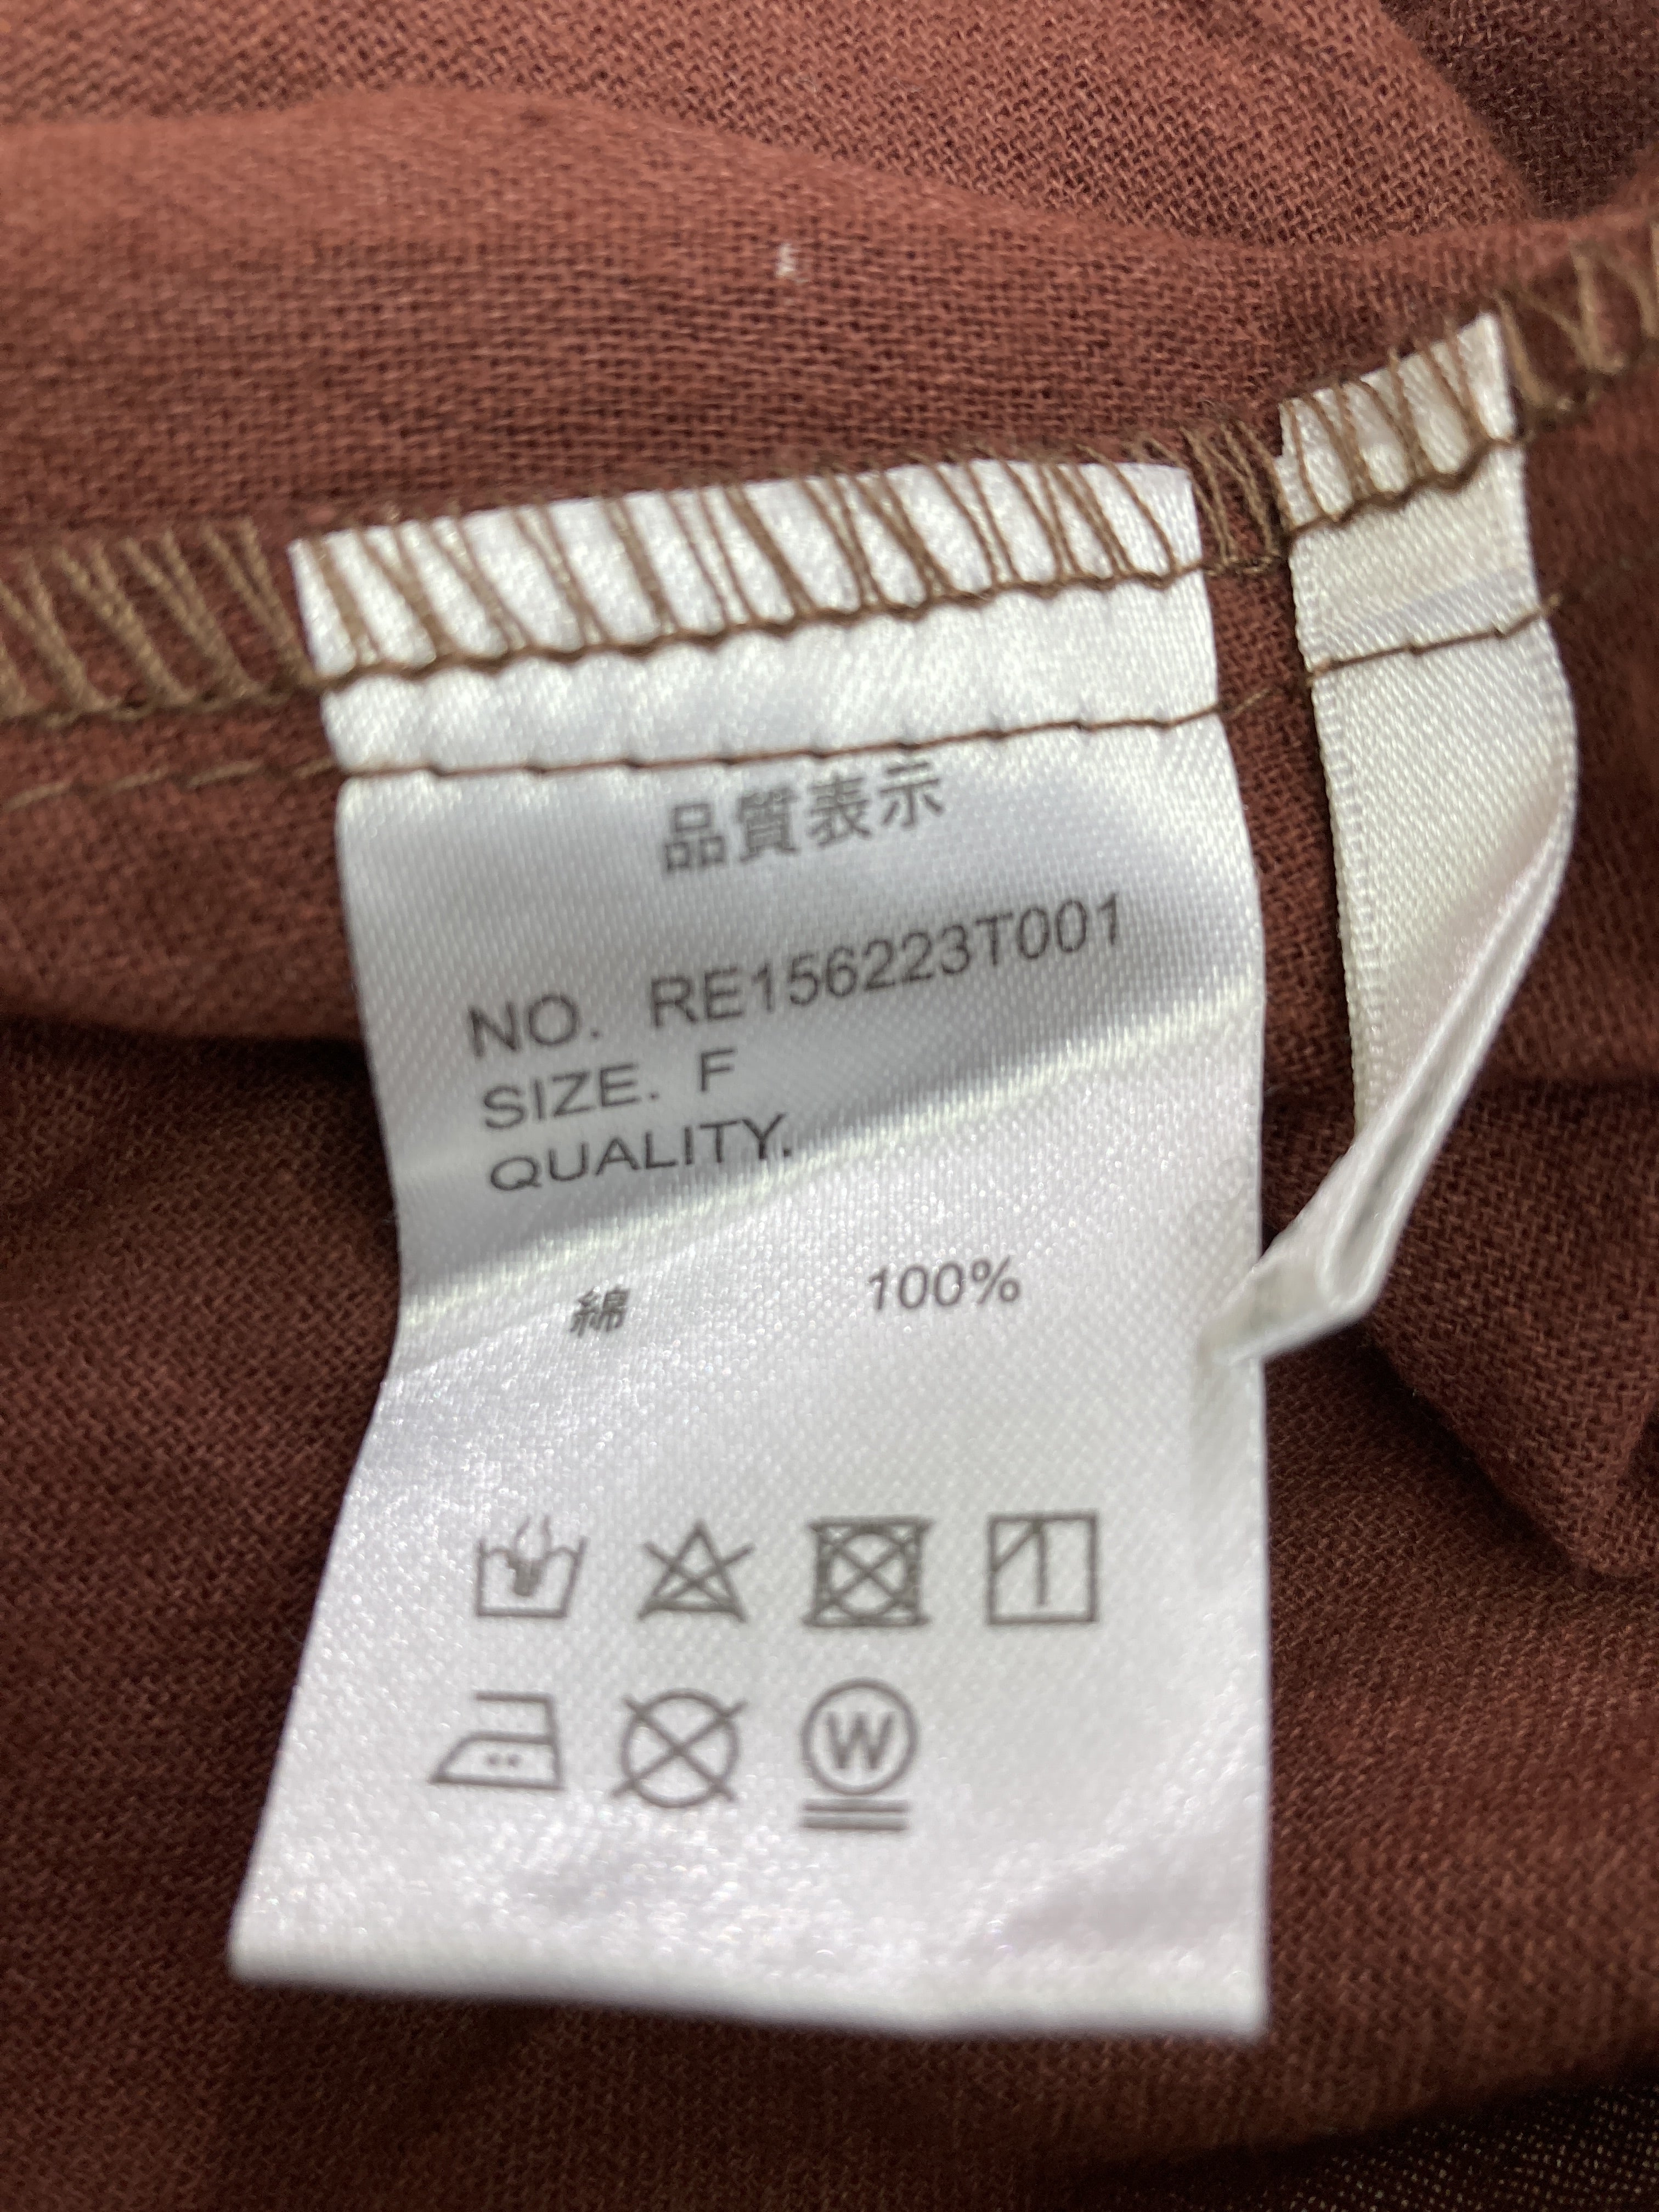 品質表示
NO. RE156223T001
SIZE. F
QUALITY.
綿 100%
W